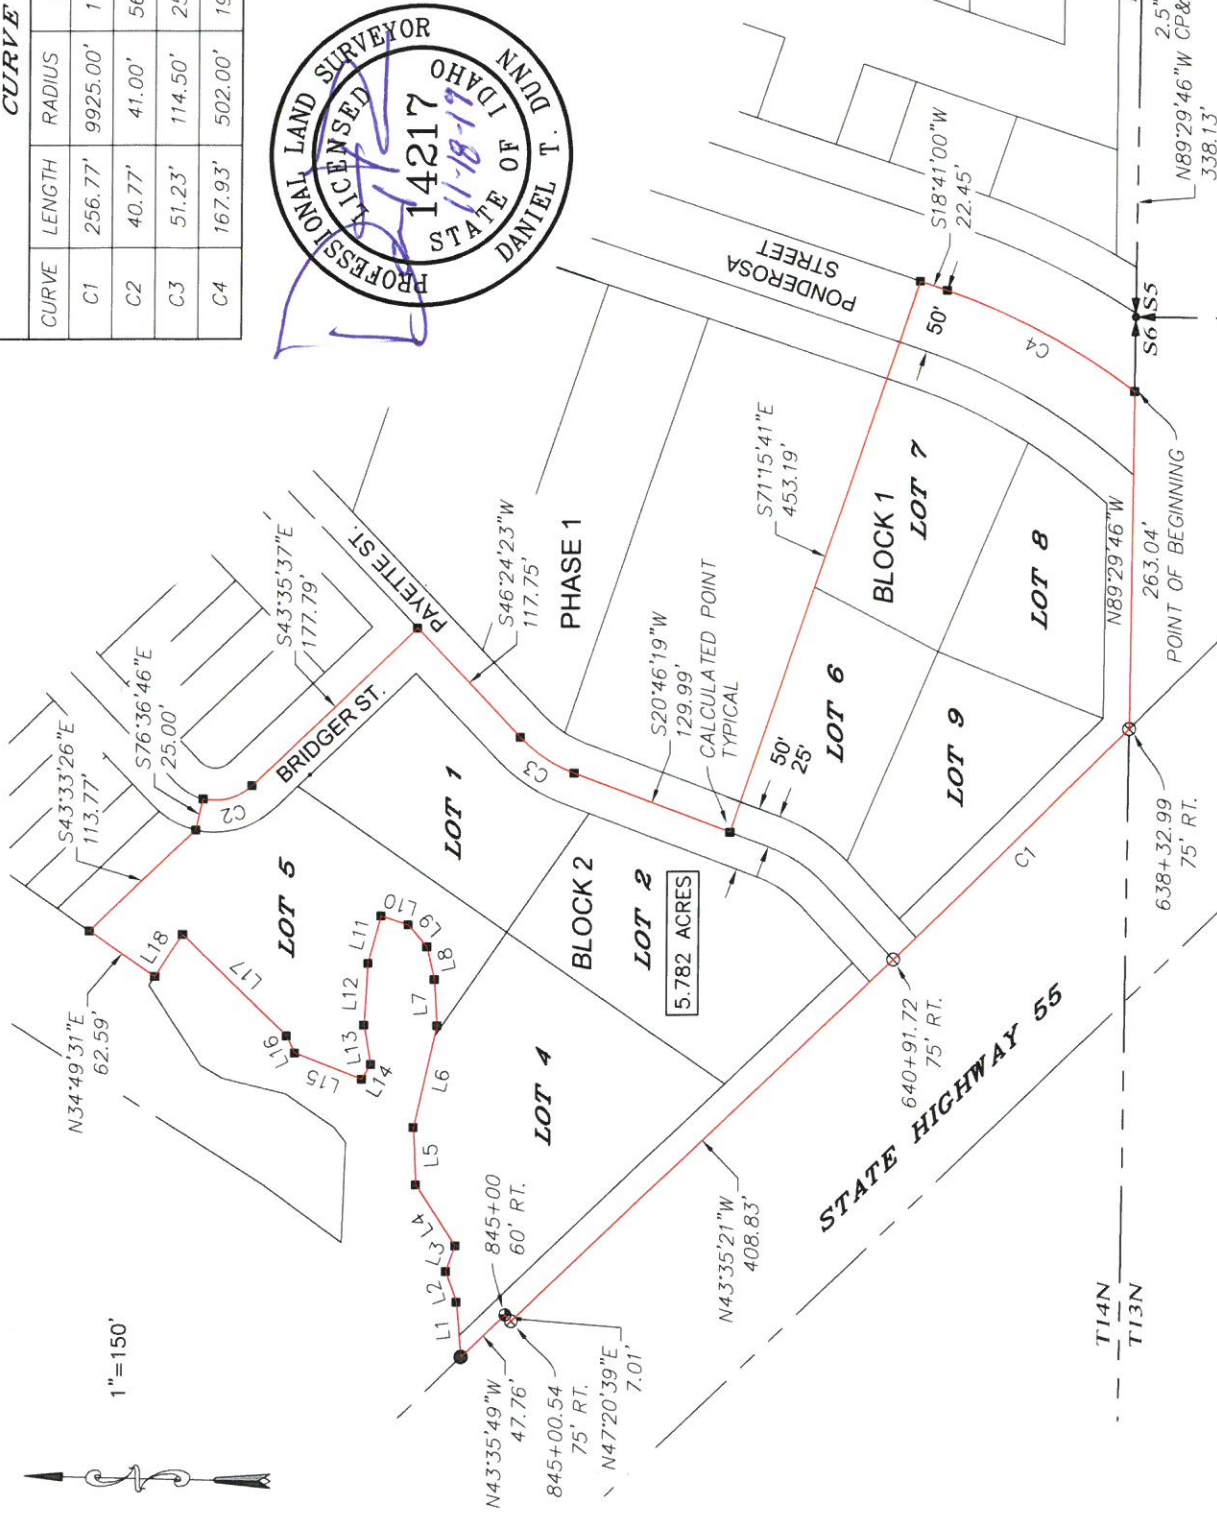 CURVE
CURVE LENGTH RADIUS
C1 256.77' 9925.00'
C2 40.77' 41.00'
C3 51.23' 114.50'
C4 167.93' 502.00'
PROFESSIONAL LAND SURVEYOR
LICENSED
14217
11-18-19
STATE OF IDAHO
DANIEL T. DUNN
1"=150'
N34°49'31"E
62.59'
S43°33'26"E
113.77'
S76°36'46"E
25.00'
S43°35'37"E
177.79'
C2
BRIDGER ST.
PAYETTE ST.
S46°24'23"W
117.75'
PHASE 1
C3
S20°46'19"W
129.99'
CALCULATED POINT
TYPICAL
S71°15'41"E
453.19'
PONDEROSA
STREET
S18°41'00"W
22.45'
50'
C4
L18
L17
L16
L15
L14
L13
L12
L11
L10
L9
L8
L7
L6
L5
L4
L3
L2
L1
LOT 5
LOT 1
BLOCK 2
LOT 2
5.782 ACRES
LOT 4
50'
25'
LOT 6
BLOCK 1
LOT 7
LOT 8
LOT 9
N89°29'46"W
263.04'
POINT OF BEGINNING
S6 S5
2.5"
N89°29'46"W CP&
338.13'
C1
638+32.99
75' RT.
640+91.72
75' RT.
STATE HIGHWAY 55
N43°35'21"W
408.83'
845+00
60' RT.
N43°35'49"W
47.76'
845+00.54
75' RT.
N47°20'39"E
7.01'
T14N
T13N